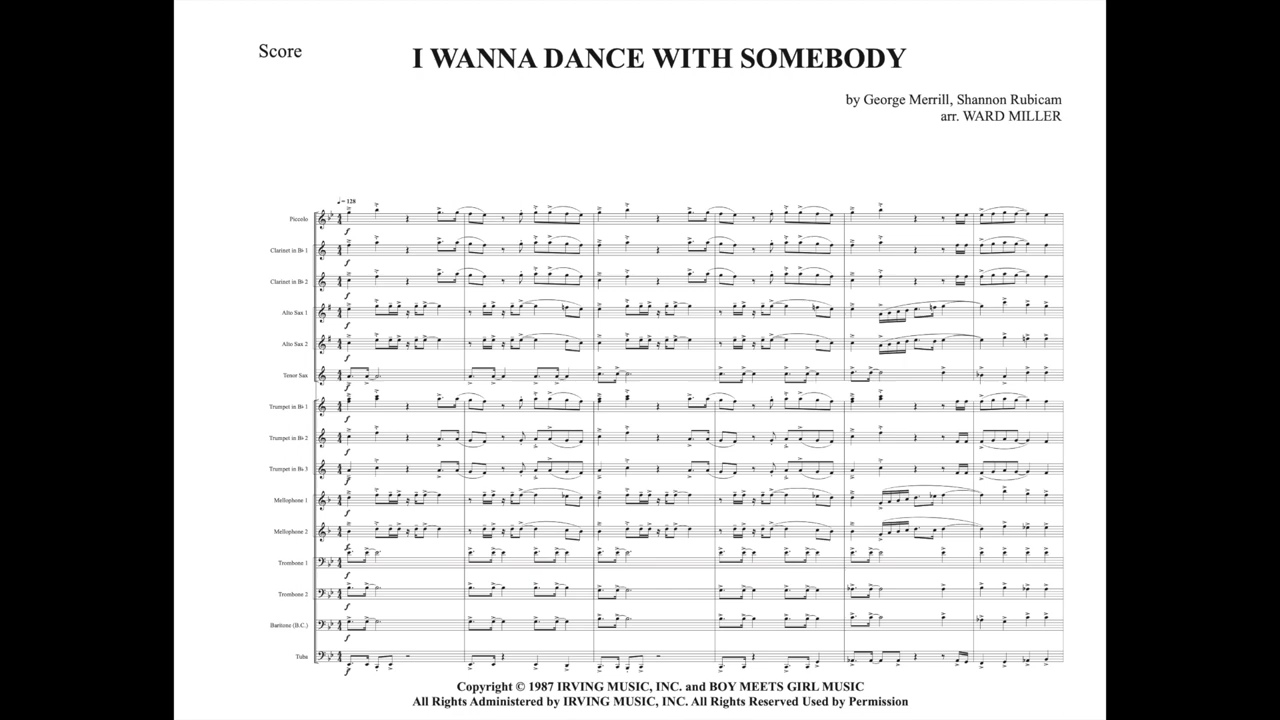 Score
I WANNA DANCE WITH SOMEBODY
by George Merrill, Shannon Rubicam
arr. WARD MILLER
♩ = 128
Piccolo
Clarinet in B♭ 1
Clarinet in B♭ 2
Alto Sax 1
Alto Sax 2
Tenor Sax
Trumpet in B♭ 1
Trumpet in B♭ 2
Trumpet in B♭ 3
Mellophone 1
Mellophone 2
Trombone 1
Trombone 2
Baritone (B.C.)
Tuba
Copyright © 1987 IRVING MUSIC, INC. and BOY MEETS GIRL MUSIC
All Rights Administered by IRVING MUSIC, INC. All Rights Reserved Used by Permission